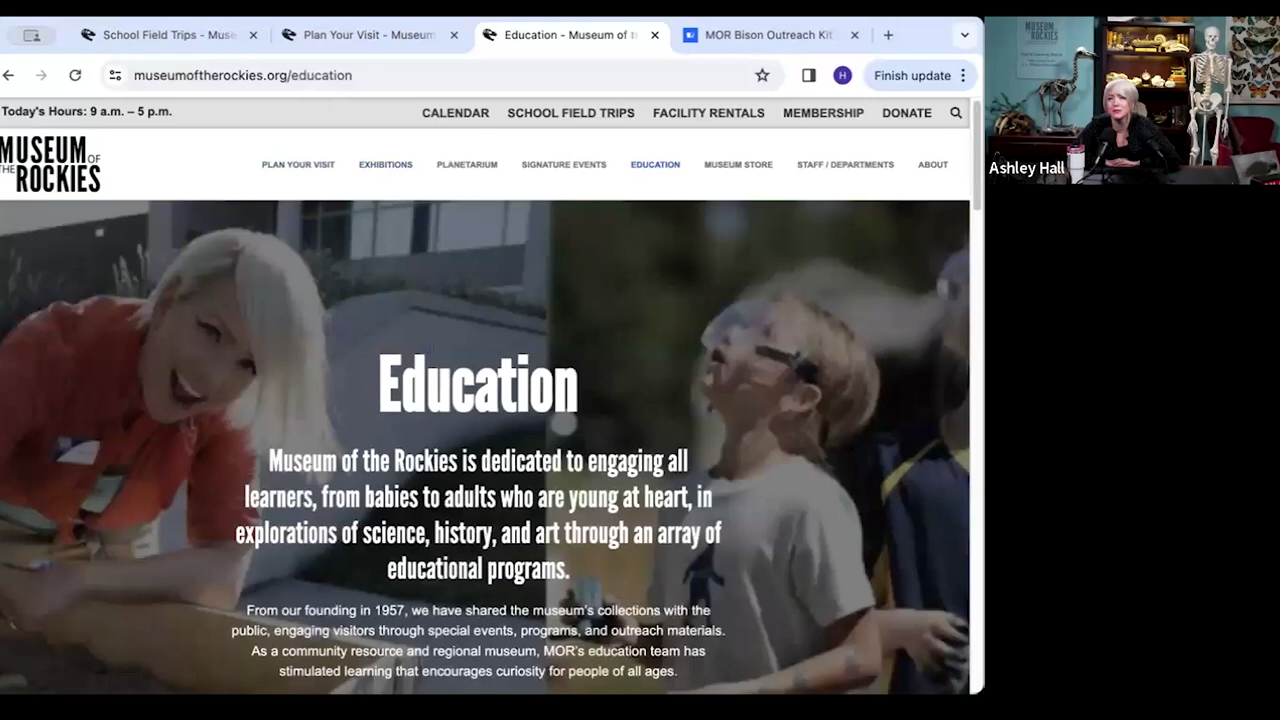 School Field Trips - Muse
Plan Your Visit - Museum
Education - Museum of t
MOR Bison Outreach Kit
museumoftherockies.org/education
H
Finish update
Today's Hours: 9 a.m. – 5 p.m.
CALENDAR
SCHOOL FIELD TRIPS
FACILITY RENTALS
MEMBERSHIP
DONATE
MUSEUM OF
THE ROCKIES
PLAN YOUR VISIT
EXHIBITIONS
PLANETARIUM
SIGNATURE EVENTS
EDUCATION
MUSEUM STORE
STAFF / DEPARTMENTS
ABOUT
Education
Museum of the Rockies is dedicated to engaging all
learners, from babies to adults who are young at heart, in
explorations of science, history, and art through an array of
educational programs.
From our founding in 1957, we have shared the museum's collections with the
public, engaging visitors through special events, programs, and outreach materials.
As a community resource and regional museum, MOR's education team has
stimulated learning that encourages curiosity for people of all ages.
MUSEUM OF
THE ROCKIES
Ashley Hall